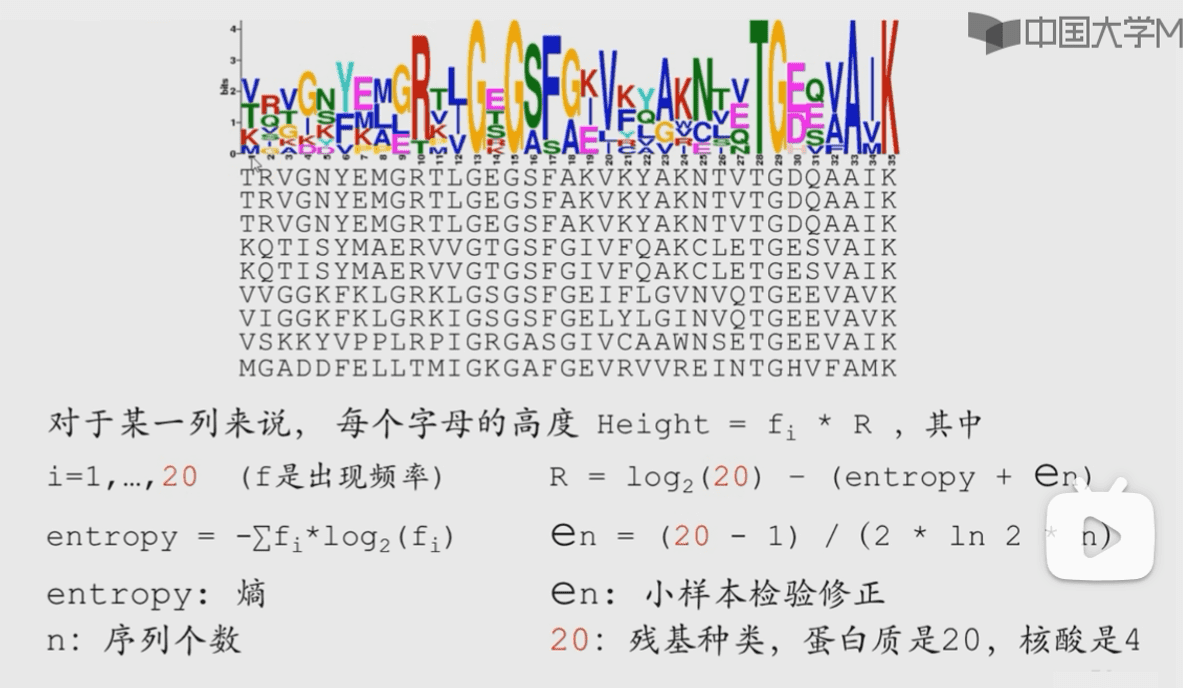 中国大学M
4
3
bits
2
1
0
1 2 3 4 5 6 7 8 9 10 11 12 13 14 15 16 17 18 19 20 21 22 23 24 25 26 27 28 29 30 31 32 33 34 35
TRVGNYEMGRTLGEGSFAKVKYAKNTVTGDQAAIK
TRVGNYEMGRTLGEGSFAKVKYAKNTVTGDQAAIK
TRVGNYEMGRTLGEGSFAKVKYAKNTVTGDQAAIK
KQTISYMAERVVGTGSFGIVFQAKCLETGESVAIK
KQTISYMAERVVGTGSFGIVFQAKCLETGESVAIK
VVGGKFKLGRKLGSGSFGEIFLGVNVQTGEEVAVK
VIGGKFKLGRKIGSGSFGELYLGINVQTGEEVAVK
VSKKYVPPLRPIGRGASGIVCAAWNSETGEEVAIK
MGADDFELLTMIGKGAFGEVRVVREINTGHVFAMK
对于某一列来说, 每个字母的高度 Height = fi * R , 其中
i=1,…,20 (f是出现频率) R = log2(20) - (entropy + en)
entropy = -∑fi*log2(fi) en = (20 - 1) / (2 * ln 2 * n)
entropy: 熵 en: 小样本检验修正
n: 序列个数 20: 残基种类, 蛋白质是20, 核酸是4